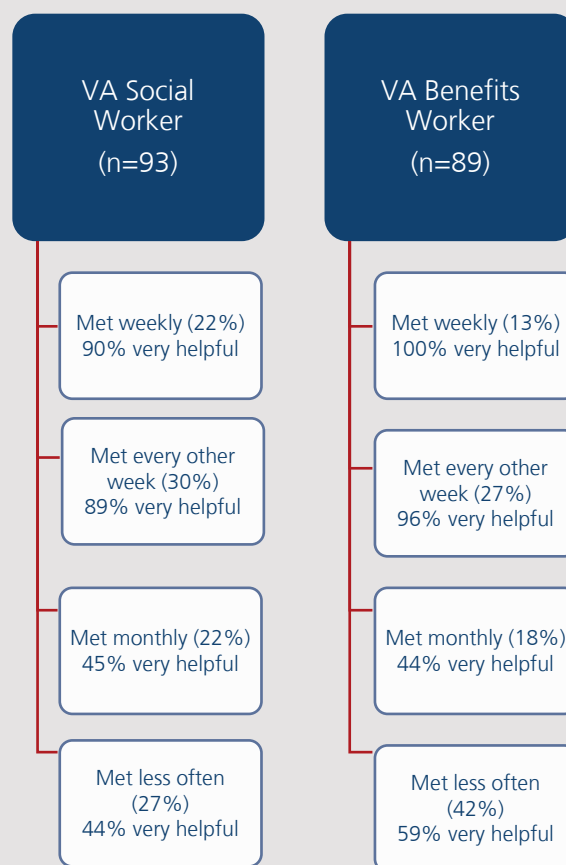 VA Social
Worker
(n=93)
Met weekly (22%)
90% very helpful
Met every other
week (30%)
89% very helpful
Met monthly (22%)
45% very helpful
Met less often
(27%)
44% very helpful
VA Benefits
Worker
(n=89)
Met weekly (13%)
100% very helpful
Met every other
week (27%)
96% very helpful
Met monthly (18%)
44% very helpful
Met less often
(42%)
59% very helpful